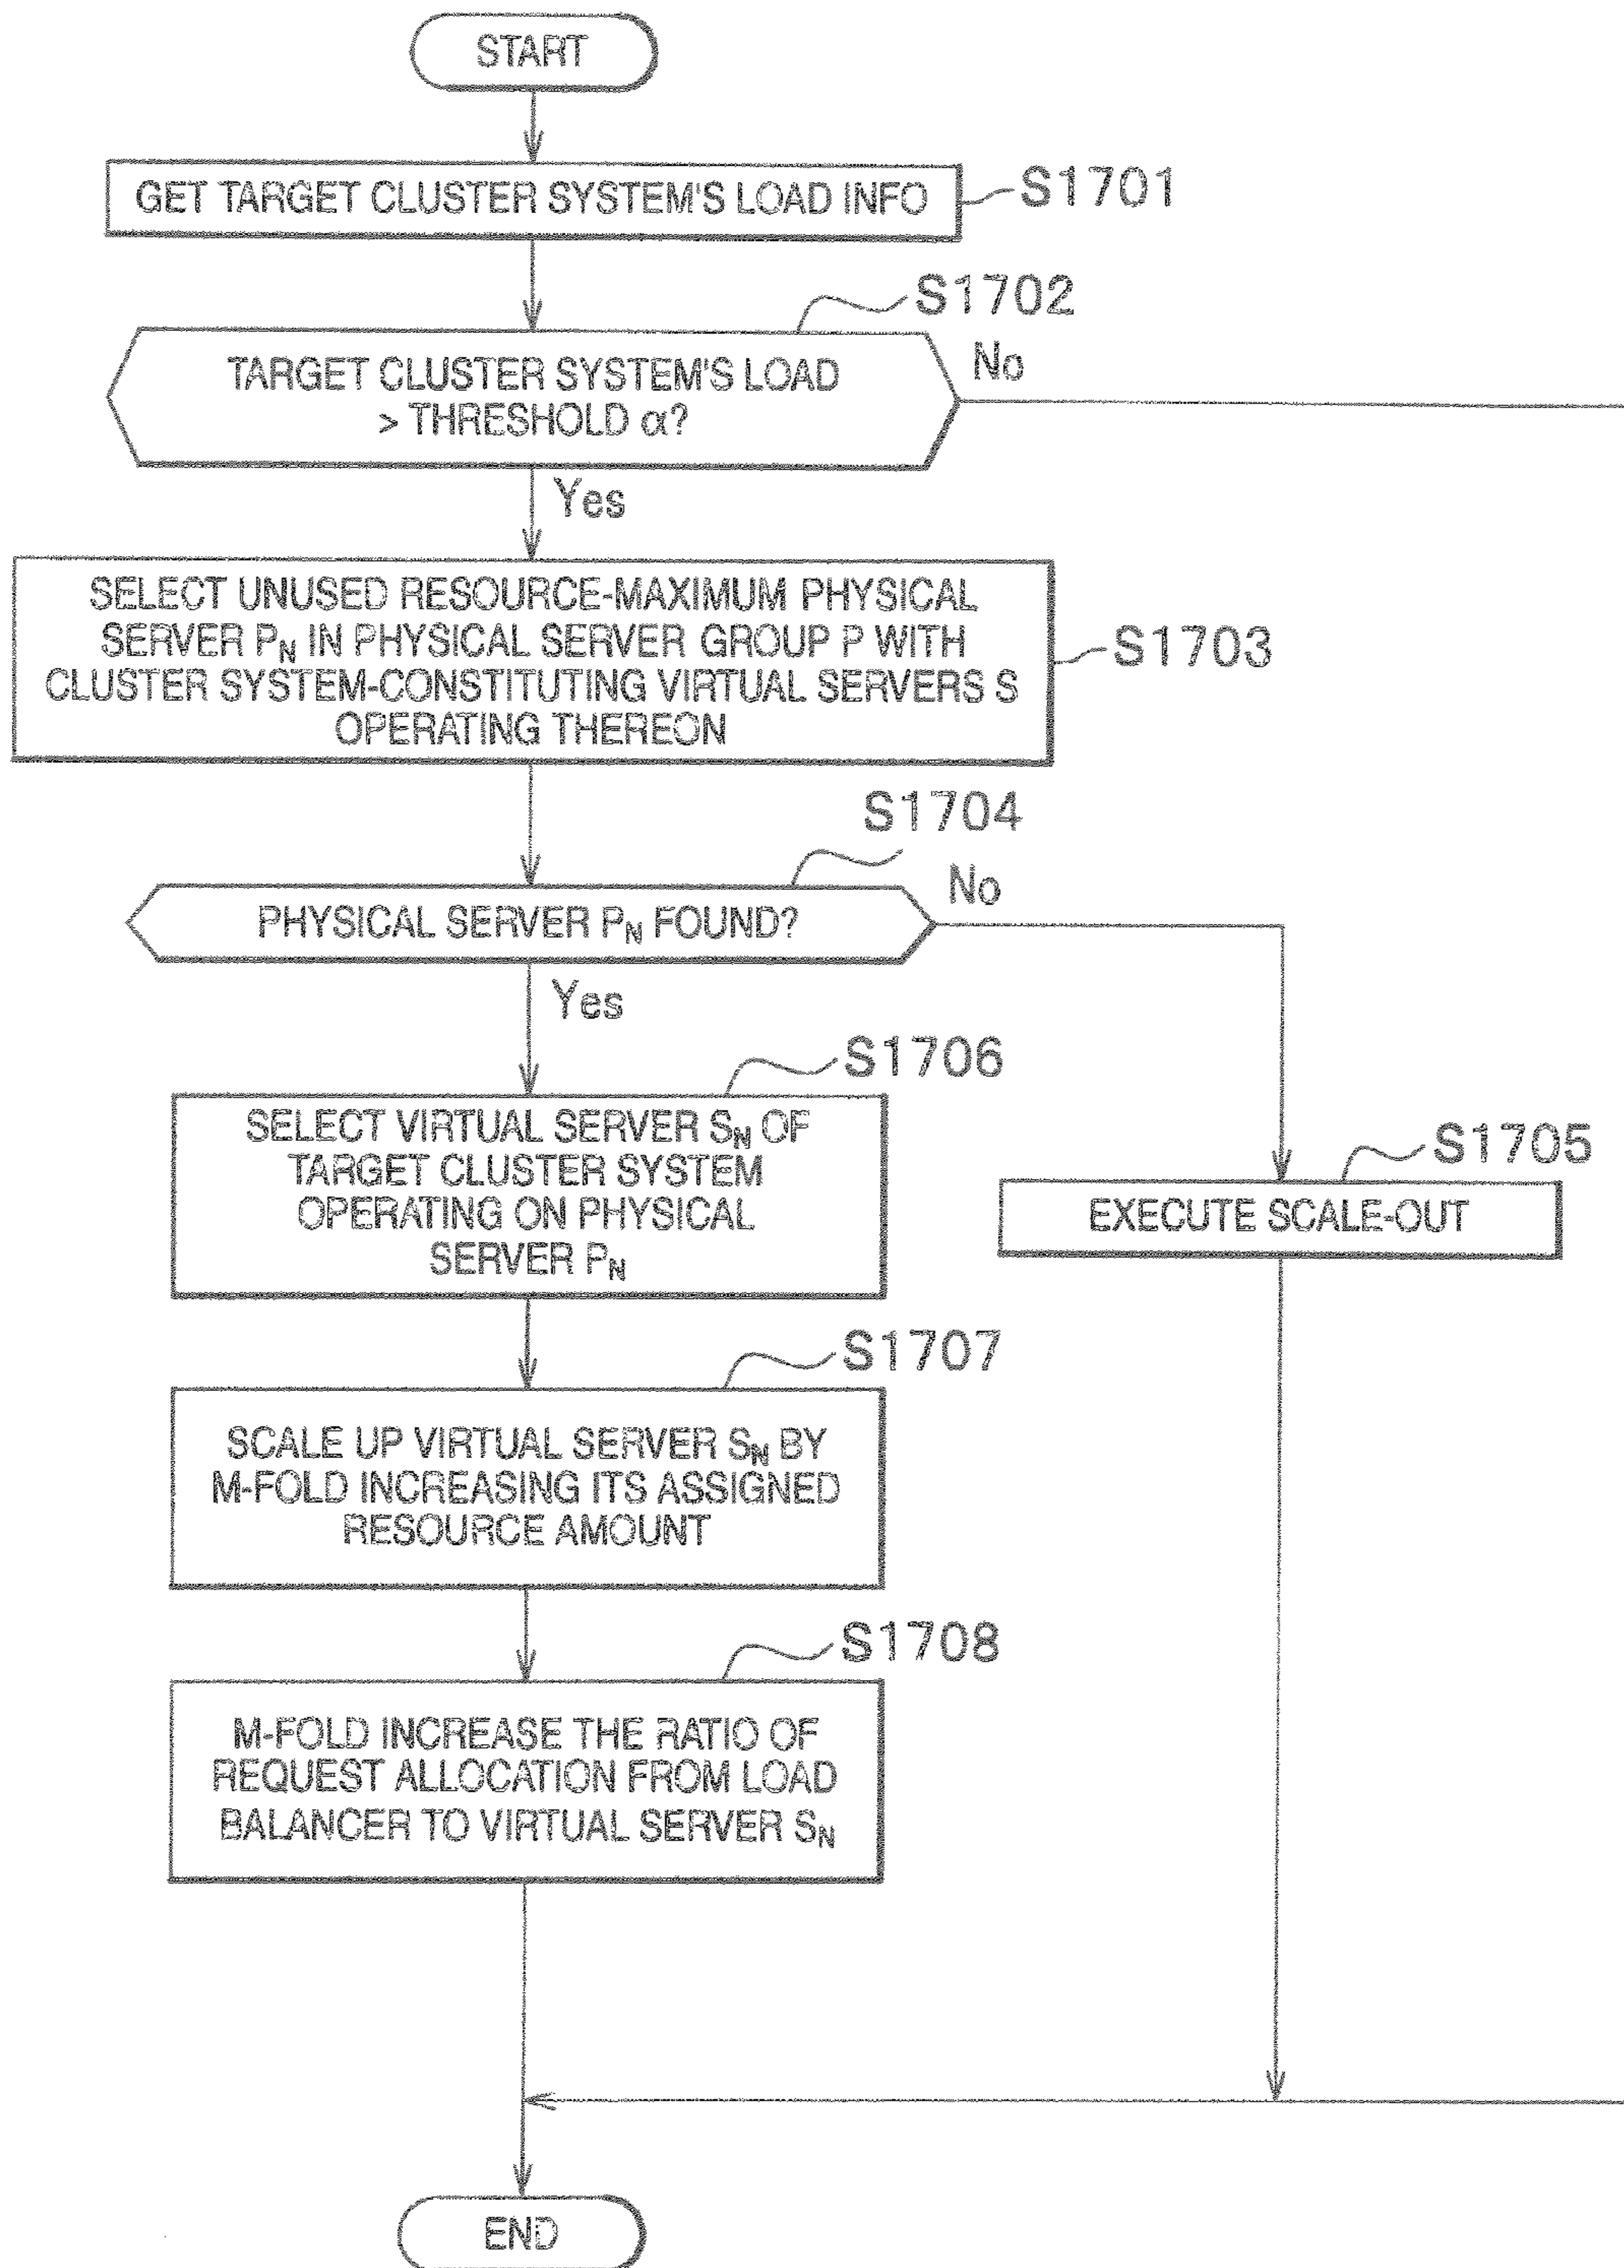 START
GET TARGET CLUSTER SYSTEM'S LOAD INFO
S1701
S1702
TARGET CLUSTER SYSTEM'S LOAD
> THRESHOLD α?
No
Yes
SELECT UNUSED RESOURCE-MAXIMUM PHYSICAL
SERVER PN IN PHYSICAL SERVER GROUP P WITH
CLUSTER SYSTEM-CONSTITUTING VIRTUAL SERVERS S
OPERATING THEREON
S1703
S1704
PHYSICAL SERVER PN FOUND?
No
Yes
S1706
SELECT VIRTUAL SERVER SN OF
TARGET CLUSTER SYSTEM
OPERATING ON PHYSICAL
SERVER PN
S1705
EXECUTE SCALE-OUT
S1707
SCALE UP VIRTUAL SERVER SN BY
M-FOLD INCREASING ITS ASSIGNED
RESOURCE AMOUNT
S1708
M-FOLD INCREASE THE RATIO OF
REQUEST ALLOCATION FROM LOAD
BALANCER TO VIRTUAL SERVER SN
END